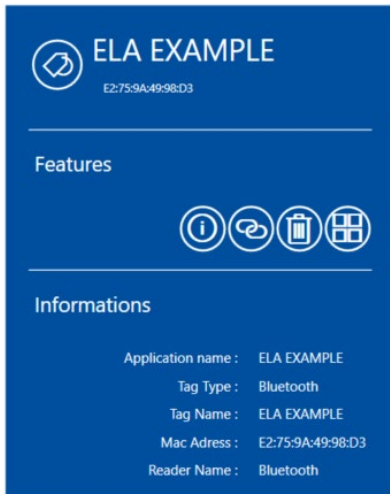 ELA EXAMPLE
E2:75:9A:49:98:D3
Features
Informations
Application name : ELA EXAMPLE
Tag Type : Bluetooth
Tag Name : ELA EXAMPLE
Mac Adress : E2:75:9A:49:98:D3
Reader Name : Bluetooth